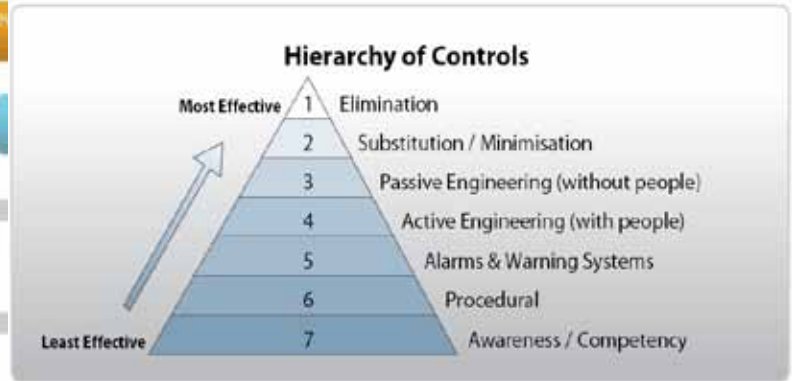 Hierarchy of Controls
Most Effective 1 Elimination
2 Substitution / Minimisation
3 Passive Engineering (without people)
4 Active Engineering (with people)
5 Alarms & Warning Systems
6 Procedural
Least Effective 7 Awareness / Competency